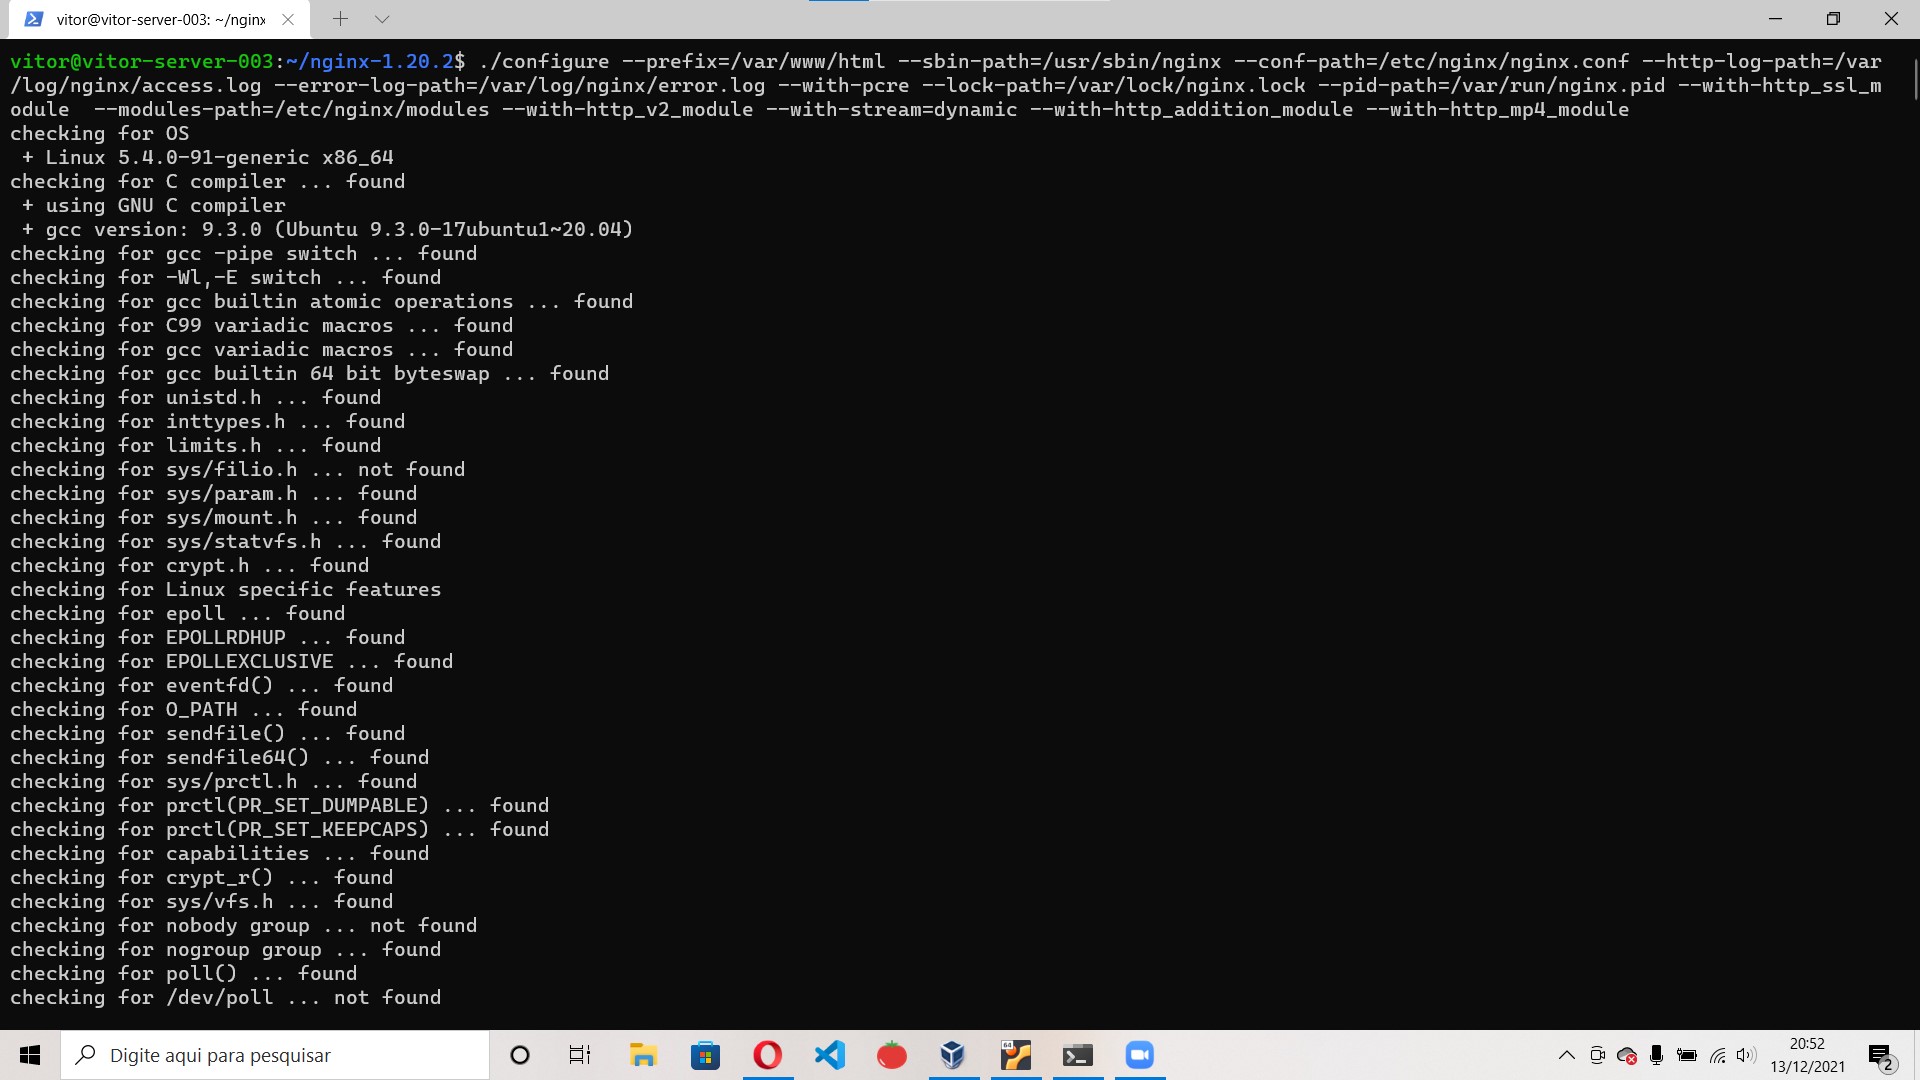 vitor@vitor-server-003: ~/nginx
vitor@vitor-server-003:~/nginx-1.20.2$ ./configure --prefix=/var/www/html --sbin-path=/usr/sbin/nginx --conf-path=/etc/nginx/nginx.conf --http-log-path=/var
/log/nginx/access.log --error-log-path=/var/log/nginx/error.log --with-pcre --lock-path=/var/lock/nginx.lock --pid-path=/var/run/nginx.pid --with-http_ssl_m
odule  --modules-path=/etc/nginx/modules --with-http_v2_module --with-stream=dynamic --with-http_addition_module --with-http_mp4_module
checking for OS
 + Linux 5.4.0-91-generic x86_64
checking for C compiler ... found
 + using GNU C compiler
 + gcc version: 9.3.0 (Ubuntu 9.3.0-17ubuntu1~20.04)
checking for gcc -pipe switch ... found
checking for -Wl,-E switch ... found
checking for gcc builtin atomic operations ... found
checking for C99 variadic macros ... found
checking for gcc variadic macros ... found
checking for gcc builtin 64 bit byteswap ... found
checking for unistd.h ... found
checking for inttypes.h ... found
checking for limits.h ... found
checking for sys/filio.h ... not found
checking for sys/param.h ... found
checking for sys/mount.h ... found
checking for sys/statvfs.h ... found
checking for crypt.h ... found
checking for Linux specific features
checking for epoll ... found
checking for EPOLLRDHUP ... found
checking for EPOLLEXCLUSIVE ... found
checking for eventfd() ... found
checking for O_PATH ... found
checking for sendfile() ... found
checking for sendfile64() ... found
checking for sys/prctl.h ... found
checking for prctl(PR_SET_DUMPABLE) ... found
checking for prctl(PR_SET_KEEPCAPS) ... found
checking for capabilities ... found
checking for crypt_r() ... found
checking for sys/vfs.h ... found
checking for nobody group ... not found
checking for nogroup group ... found
checking for poll() ... found
checking for /dev/poll ... not found
Digite aqui para pesquisar
64
20:52
13/12/2021
2